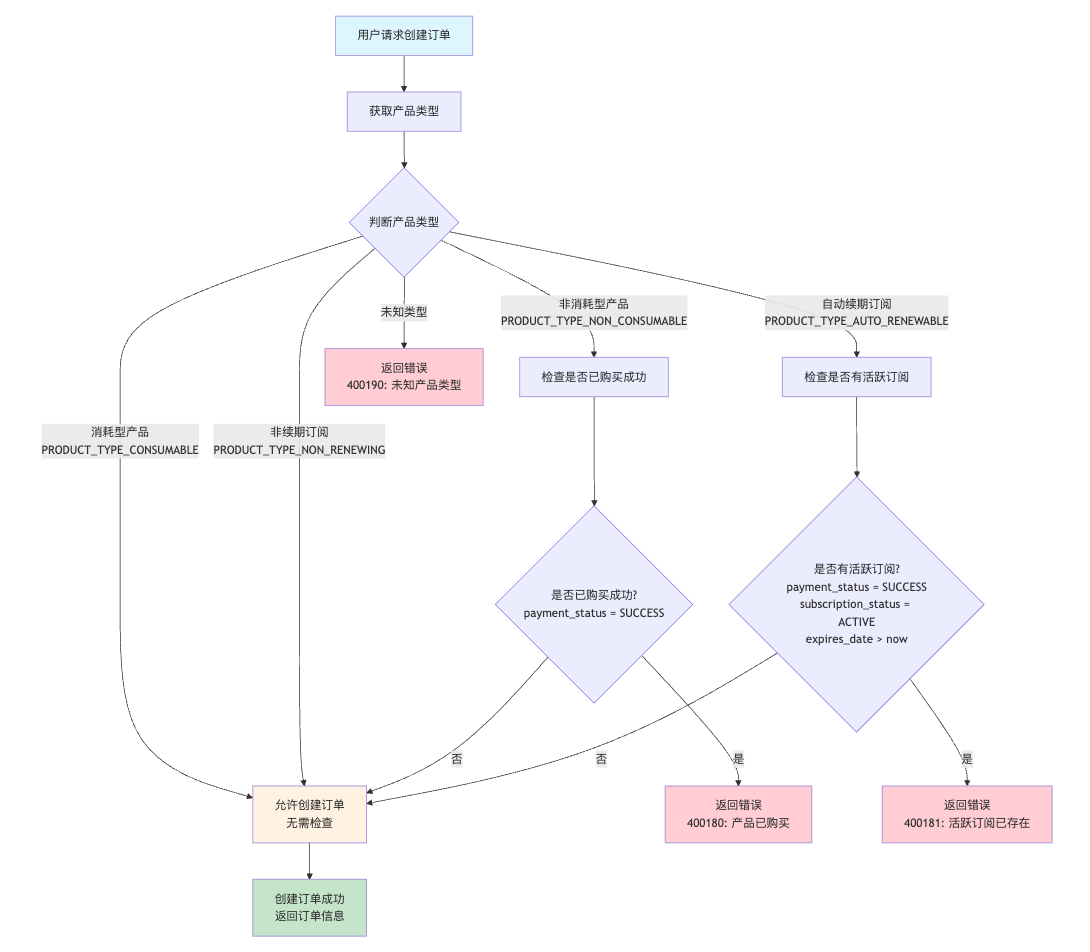 用户请求创建订单
获取产品类型
判断产品类型
未知类型
非消耗型产品
PRODUCT_TYPE_NON_CONSUMABLE
自动续期订阅
PRODUCT_TYPE_AUTO_RENEWABLE
返回错误
400190: 未知产品类型
检查是否已购买成功
检查是否有活跃订阅
消耗型产品
PRODUCT_TYPE_CONSUMABLE
非续期订阅
PRODUCT_TYPE_NON_RENEWING
是否已购买成功?
payment_status = SUCCESS
是否有活跃订阅?
payment_status = SUCCESS
subscription_status =
ACTIVE
expires_date > now
否
否
是
是
允许创建订单
无需检查
返回错误
400180: 产品已购买
返回错误
400181: 活跃订阅已存在
创建订单成功
返回订单信息